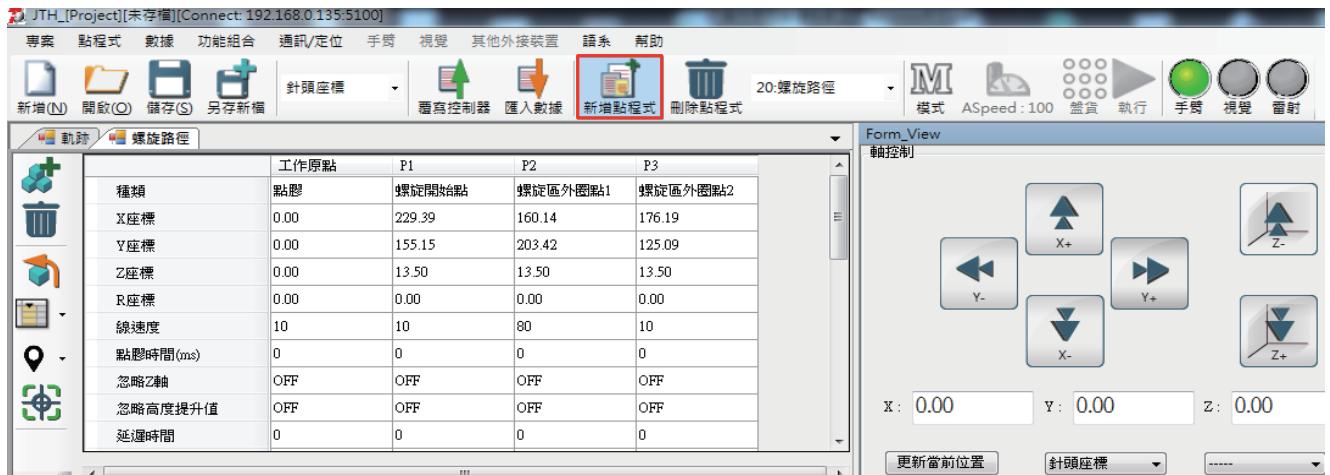 JTH_[Project][未存檔][Connect: 192.168.0.135:5100]
專案 點程式 數據 功能組合 通訊/定位 手臂 視覺 其他外接裝置 語系 幫助
新增(N) 開啟(O) 儲存(S) 另存新檔 針頭座標 覆寫控制器 匯入數據 新增點程式 刪除點程式 20:螺旋路徑 模式 ASpeed : 100 盤貨 執行 手臂 視覺 雷射
軌跡 螺旋路徑
工作原點 P1 P2 P3
種類 點膠 螺旋開始點 螺旋區外圈點1 螺旋區外圈點2
X座標 0.00 229.39 160.14 176.19
Y座標 0.00 155.15 203.42 125.09
Z座標 0.00 13.50 13.50 13.50
R座標 0.00 0.00 0.00 0.00
線速度 10 10 80 10
點膠時間(ms) 0 0 0 0
忽略Z軸 OFF OFF OFF OFF
忽略高度提升值 OFF OFF OFF OFF
延遲時間 0 0 0 0
Form_View
軸控制
X+ Z-
Y- Y+
X- Z+
X : 0.00 Y : 0.00 Z : 0.00
更新當前位置 針頭座標 -----